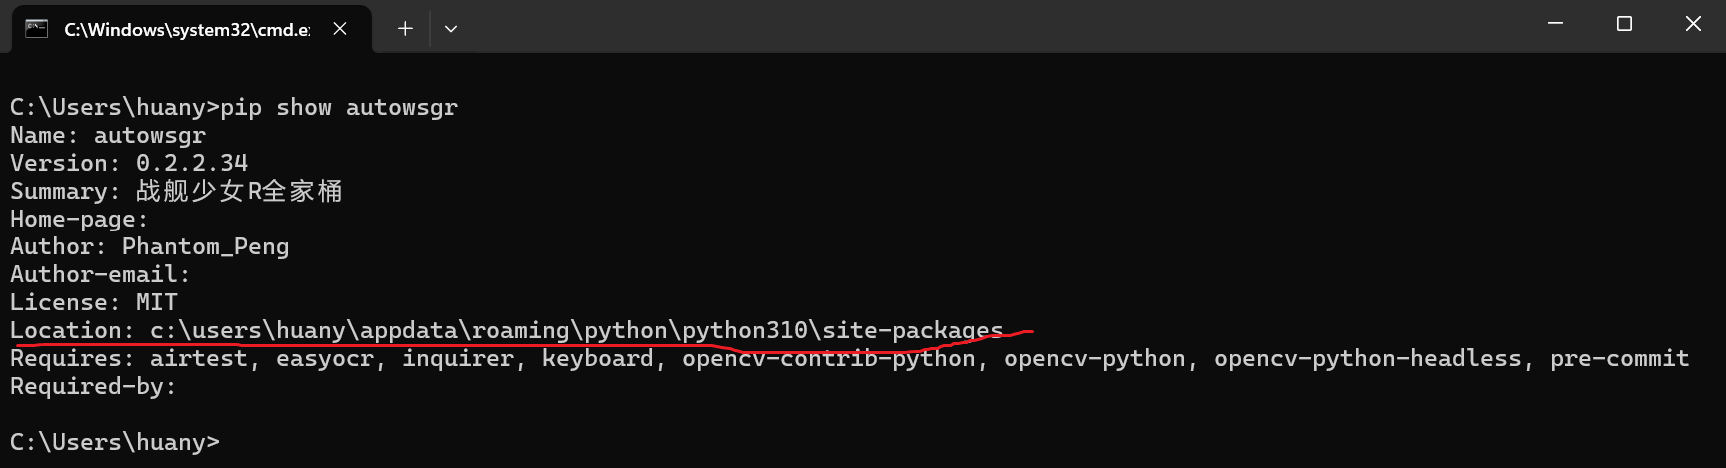 C:\Windows\system32\cmd.e
C:\Users\huany>pip show autowsgr
Name: autowsgr
Version: 0.2.2.34
Summary: 战舰少女R全家桶
Home-page:
Author: Phantom_Peng
Author-email:
License: MIT
Location: c:\users\huany\appdata\roaming\python\python310\site-packages
Requires: airtest, easyocr, inquirer, keyboard, opencv-contrib-python, opencv-python, opencv-python-headless, pre-commit
Required-by:
C:\Users\huany>